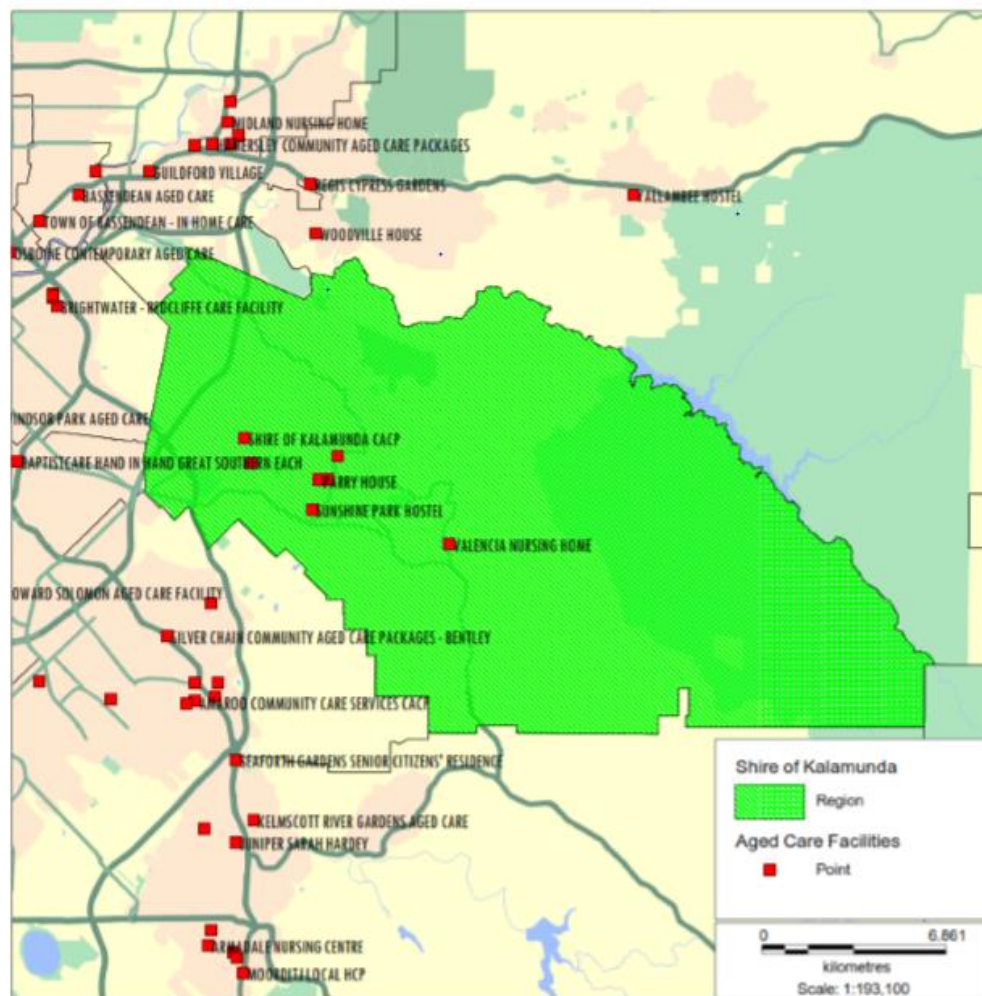 MIDLAND NURSING HOME
COMMUNITY AGED CARE PACKAGES
GUILDFORD VILLAGE
REGIS CYPRESS GARDENS
BASSENDEAN AGED CARE
YALLAMBEE HOSTEL
TOWN OF BASSENDEAN - IN HOME CARE
WOODVILLE HOUSE
CONTEMPORARY AGED CARE
BRIGHTWATER - REDCLIFFE CARE FACILITY
INDSOR PARK AGED CARE
SHIRE OF KALAMUNDA CACP
BAPTISTCARE HAND IN HAND GREAT SOUTHERN EACH
PARRY HOUSE
SUNSHINE PARK HOSTEL
VALENCIA NURSING HOME
OWARD SOLOMON AGED CARE FACILITY
SILVER CHAIN COMMUNITY AGED CARE PACKAGES - BENTLEY
AMAROO COMMUNITY CARE SERVICES CACP
SEAFORTH GARDENS SENIOR CITIZENS' RESIDENCE
Shire of Kalamunda
Region
Aged Care Facilities
Point
KELMSCOTT RIVER GARDENS AGED CARE
JUNIPER SARAH HARDEY
ARMADALE NURSING CENTRE
MOORDITJ LOCAL HCP
0 6.861
kilometres
Scale: 1:193,100